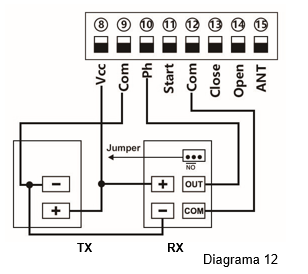 ⑧ ⑨ ⑩ ⑪ ⑫ ⑬ ⑭ ⑮
Vcc Com Ph Start Com Close Open ANT
Jumper
NO
− + OUT
+ − COM
TX RX
Diagrama 12